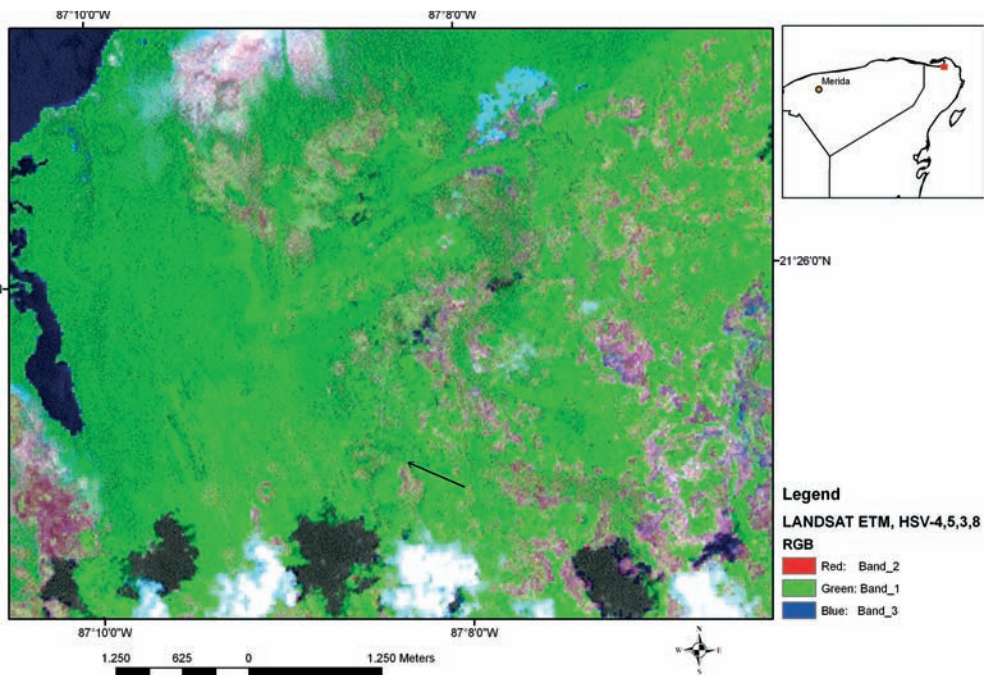 87°10'0"W
87°8'0"W
Merida
21°26'0"N
Legend
LANDSAT ETM, HSV-4,5,3,8
RGB
Red: Band_2
Green: Band_1
Blue: Band_3
87°10'0"W
87°8'0"W
N
W E
S
1.250 625 0 1.250 Meters